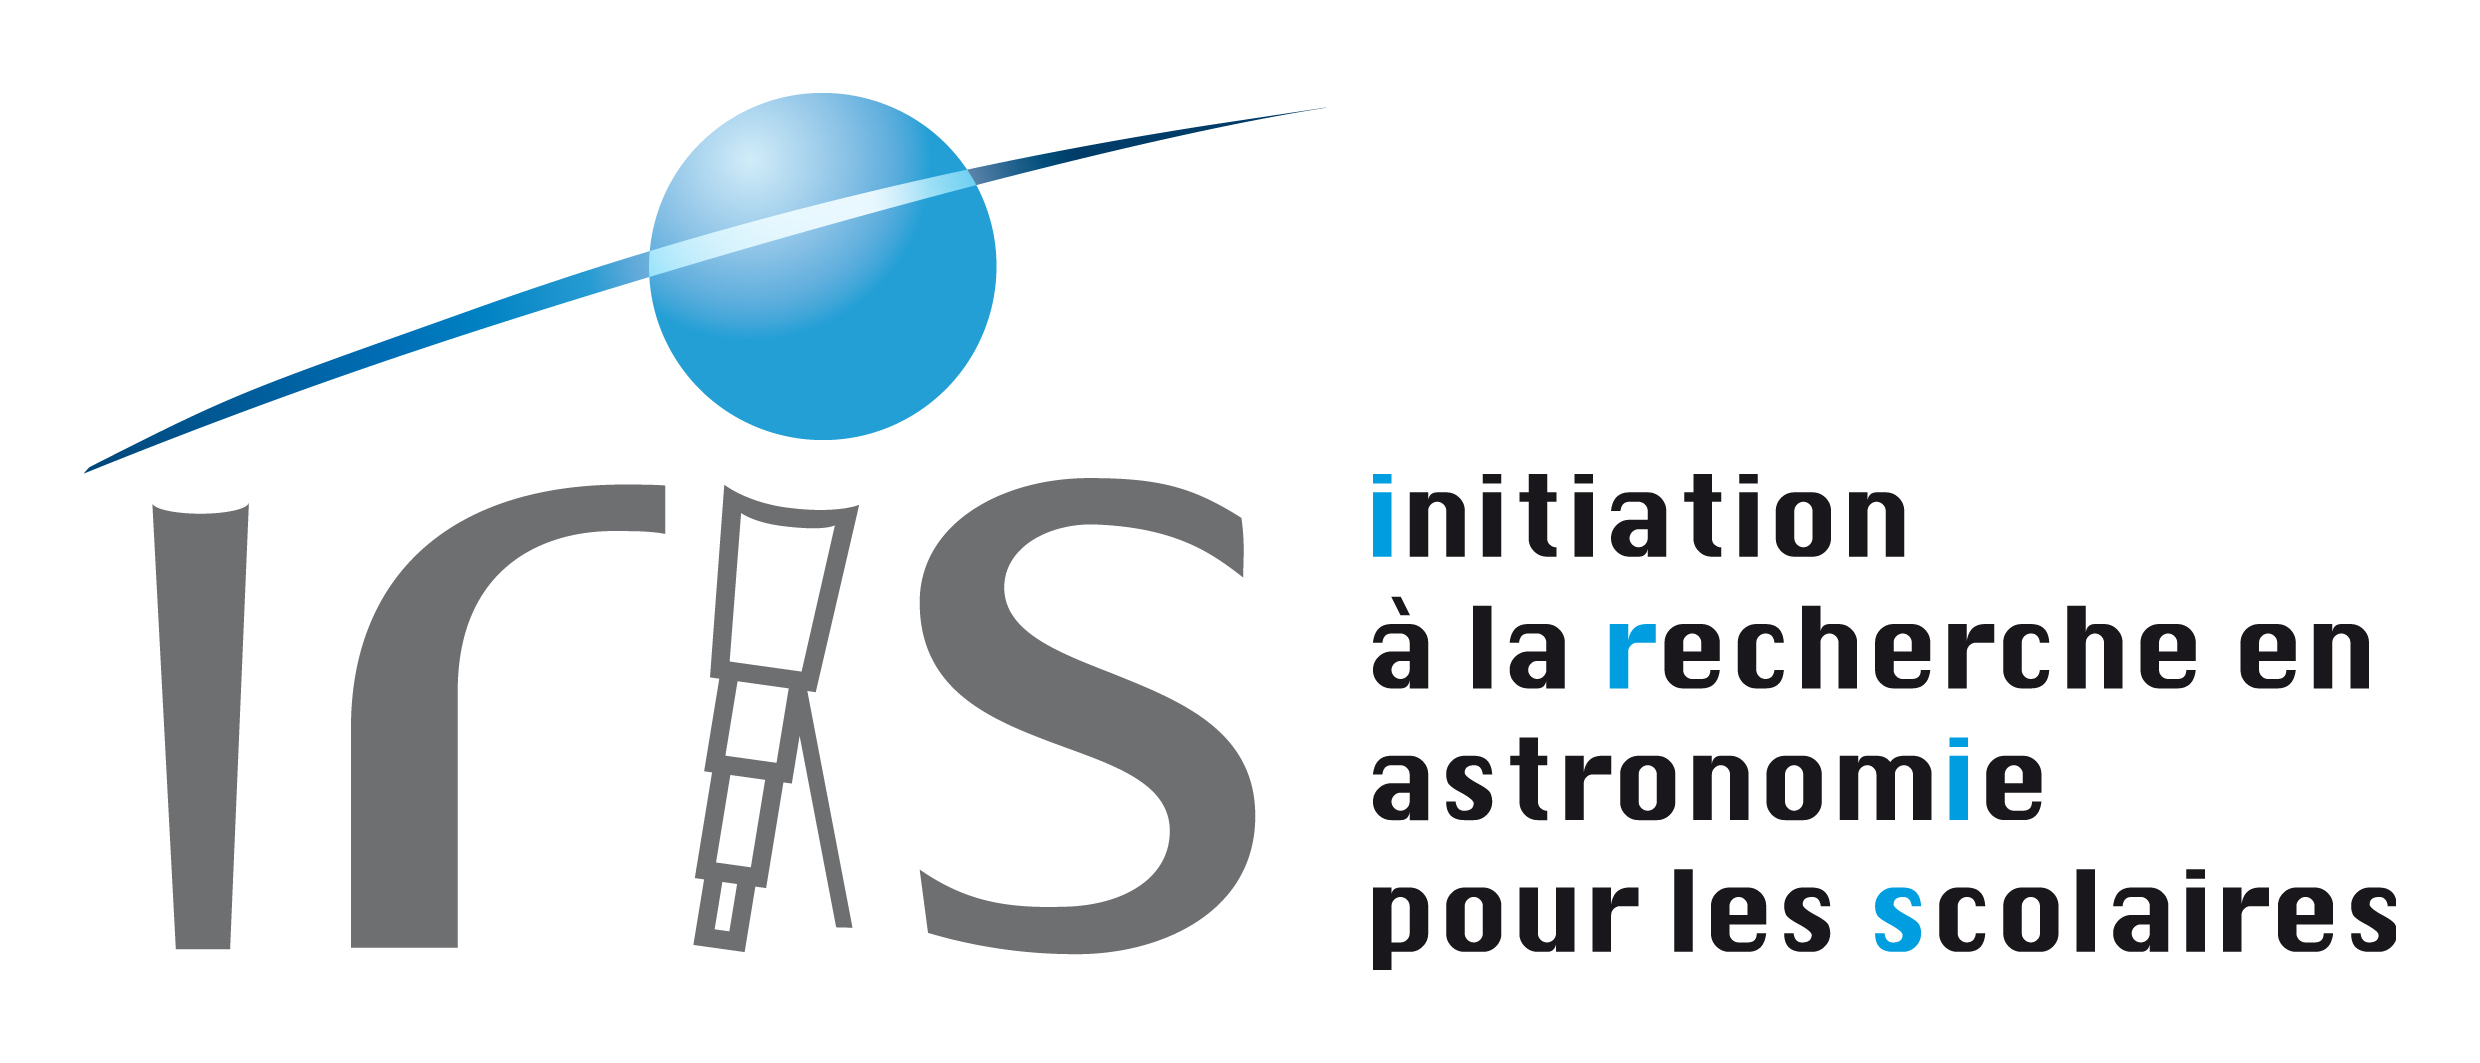 IrIS
initiation
à la recherche en
astronomie
pour les scolaires